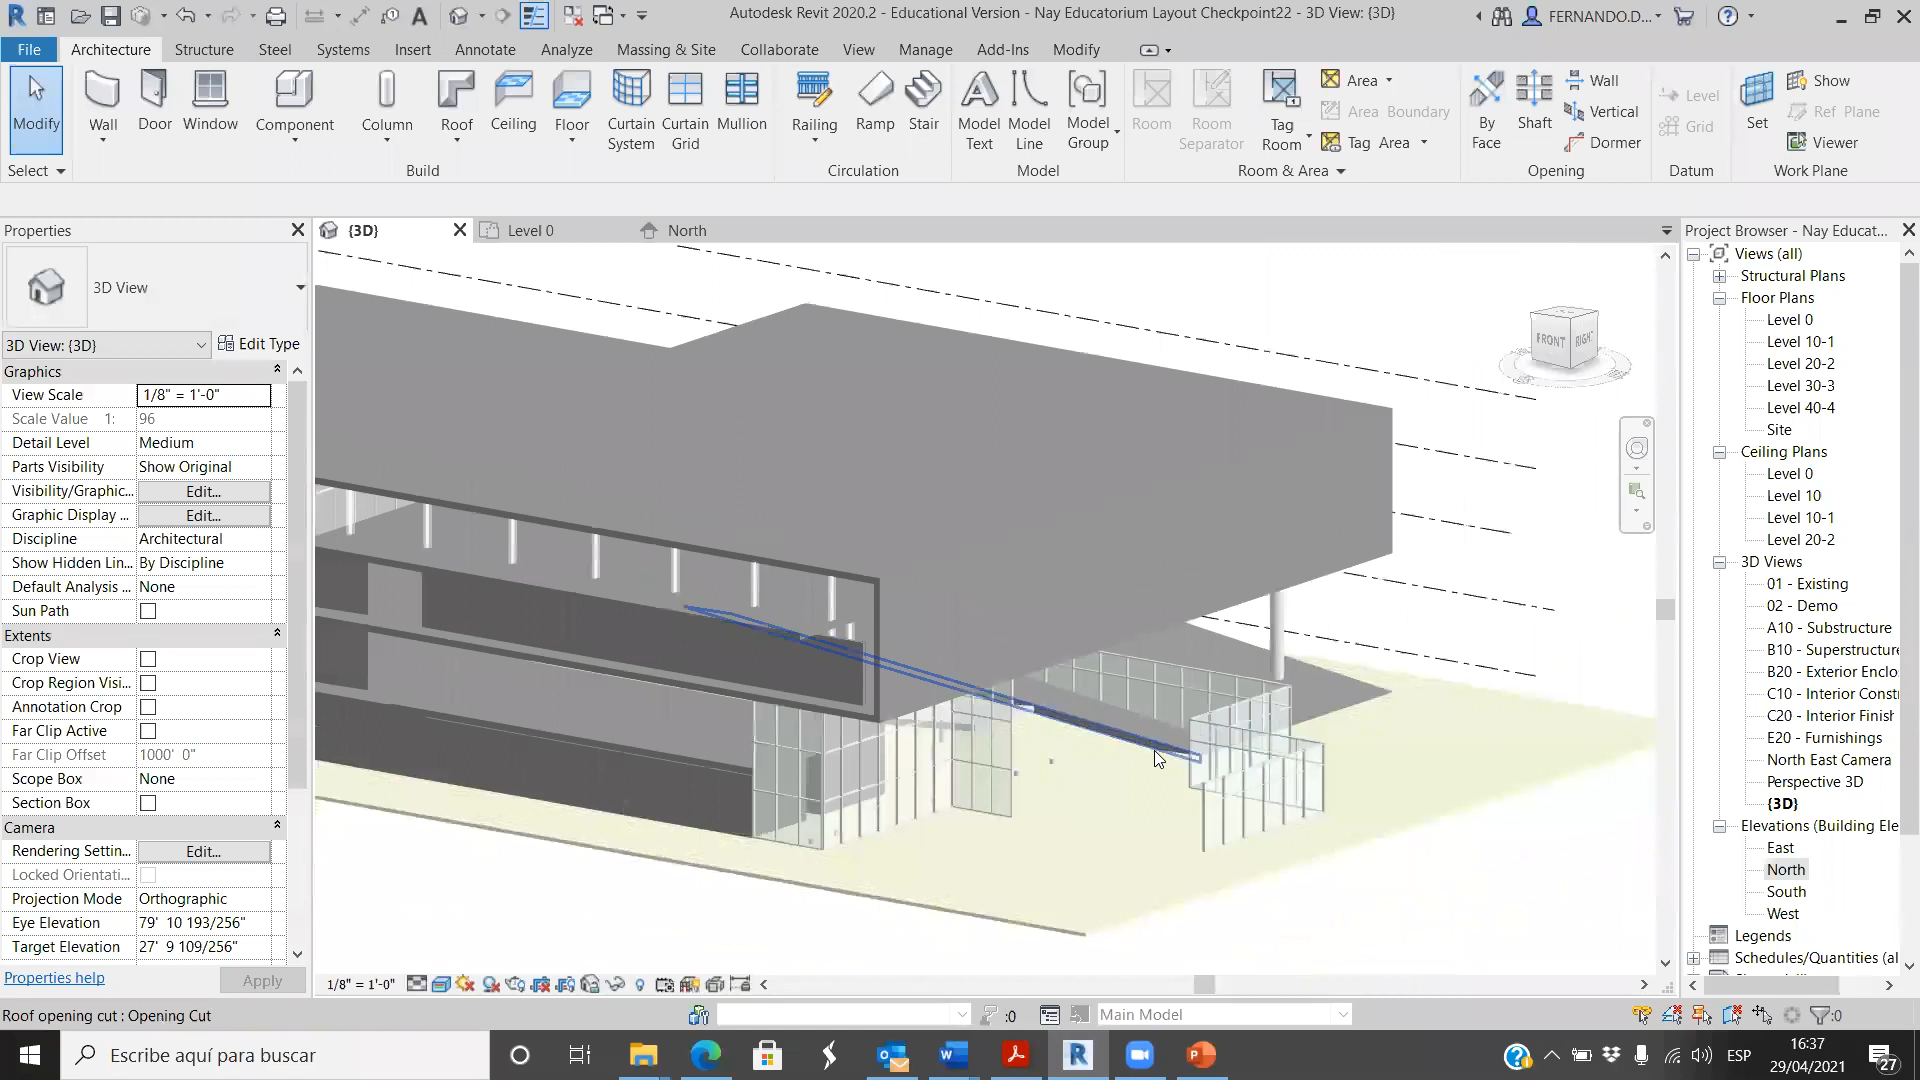 Autodesk Revit 2020.2 - Educational Version - Nay Educatorium Layout Checkpoint22 - 3D View: {3D}
FERNANDO.D...
File Architecture Structure Steel Systems Insert Annotate Analyze Massing & Site Collaborate View Manage Add-Ins Modify
Modify Wall Door Window Component Column Roof Ceiling Floor Curtain System Curtain Grid Mullion Railing Ramp Stair Model Text Model Line Model Group Room Room Separator Tag Room Area Area Boundary Tag Area By Face Shaft Wall Vertical Dormer Level Grid Set Show Ref Plane Viewer
Select Build Circulation Model Room & Area Opening Datum Work Plane
Properties
{3D} Level 0 North
3D View
3D View: {3D} Edit Type
Graphics
View Scale 1/8" = 1'-0"
Scale Value 1: 96
Detail Level Medium
Parts Visibility Show Original
Visibility/Graphic... Edit...
Graphic Display ... Edit...
Discipline Architectural
Show Hidden Lin... By Discipline
Default Analysis ... None
Sun Path
Extents
Crop View
Crop Region Visi...
Annotation Crop
Far Clip Active
Far Clip Offset 1000' 0"
Scope Box None
Section Box
Camera
Rendering Settin... Edit...
Locked Orientati...
Projection Mode Orthographic
Eye Elevation 79' 10 193/256"
Target Elevation 27' 9 109/256"
Properties help Apply
FRONT RIGHT
1/8" = 1'-0"
Project Browser - Nay Educat...
Views (all)
Structural Plans
Floor Plans
Level 0
Level 10-1
Level 20-2
Level 30-3
Level 40-4
Site
Ceiling Plans
Level 0
Level 10
Level 10-1
Level 20-2
3D Views
01 - Existing
02 - Demo
A10 - Substructure
B10 - Superstructure
B20 - Exterior Enclo
C10 - Interior Constr
C20 - Interior Finish
E20 - Furnishings
North East Camera
Perspective 3D
{3D}
Elevations (Building Ele
East
North
South
West
Legends
Schedules/Quantities (al
Roof opening cut : Opening Cut
:0
Main Model
:0
Escribe aquí para buscar
ESP
16:37
29/04/2021
27